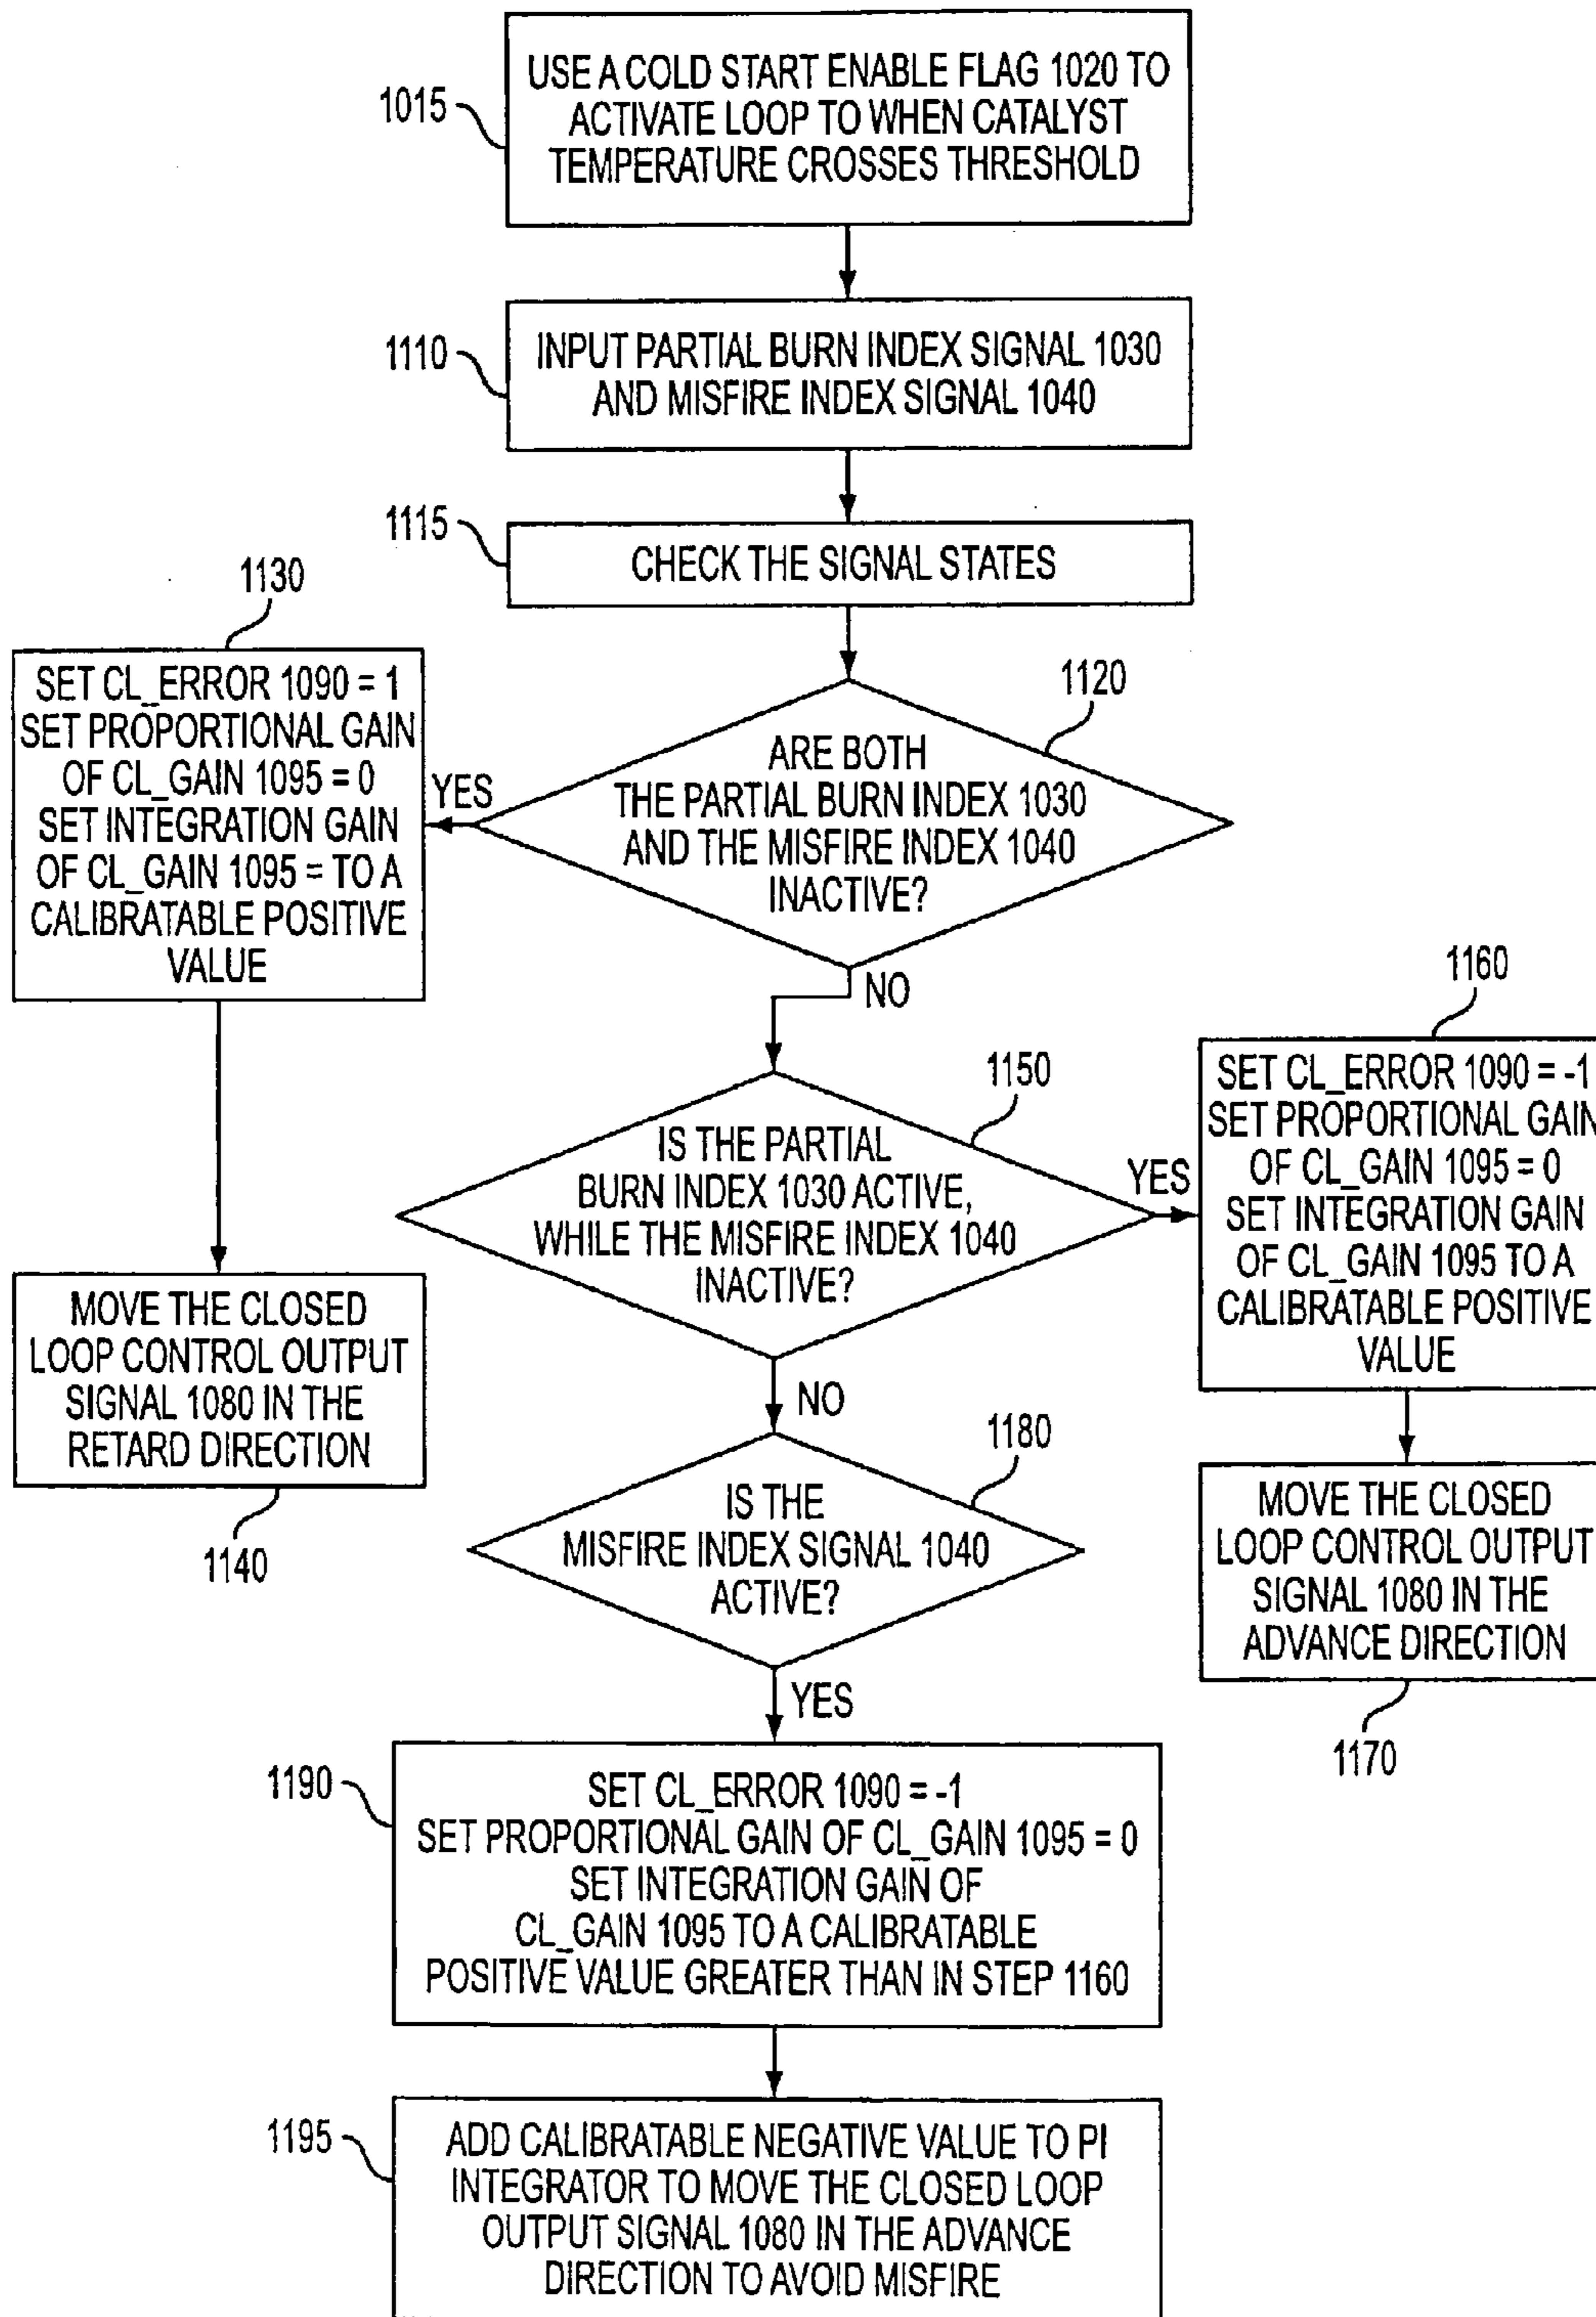 USE A COLD START ENABLE FLAG 1020 TO
ACTIVATE LOOP TO WHEN CATALYST
TEMPERATURE CROSSES THRESHOLD
1015
INPUT PARTIAL BURN INDEX SIGNAL 1030
AND MISFIRE INDEX SIGNAL 1040
1110
1115
CHECK THE SIGNAL STATES
1130
SET CL_ERROR 1090 = 1
SET PROPORTIONAL GAIN
OF CL_GAIN 1095 = 0
SET INTEGRATION GAIN
OF CL_GAIN 1095 = TO A
CALIBRATABLE POSITIVE
VALUE
YES
1120
ARE BOTH
THE PARTIAL BURN INDEX 1030
AND THE MISFIRE INDEX 1040
INACTIVE?
NO
MOVE THE CLOSED
LOOP CONTROL OUTPUT
SIGNAL 1080 IN THE
RETARD DIRECTION
1140
1150
IS THE PARTIAL
BURN INDEX 1030 ACTIVE,
WHILE THE MISFIRE INDEX 1040
INACTIVE?
YES
NO
1160
SET CL_ERROR 1090 = -1
SET PROPORTIONAL GAIN
OF CL_GAIN 1095 = 0
SET INTEGRATION GAIN
OF CL_GAIN 1095 TO A
CALIBRATABLE POSITIVE
VALUE
MOVE THE CLOSED
LOOP CONTROL OUTPUT
SIGNAL 1080 IN THE
ADVANCE DIRECTION
1170
1180
IS THE
MISFIRE INDEX SIGNAL 1040
ACTIVE?
YES
1190
SET CL_ERROR 1090 = -1
SET PROPORTIONAL GAIN OF CL_GAIN 1095 = 0
SET INTEGRATION GAIN OF
CL_GAIN 1095 TO A CALIBRATABLE
POSITIVE VALUE GREATER THAN IN STEP 1160
1195
ADD CALIBRATABLE NEGATIVE VALUE TO PI
INTEGRATOR TO MOVE THE CLOSED LOOP
OUTPUT SIGNAL 1080 IN THE ADVANCE
DIRECTION TO AVOID MISFIRE